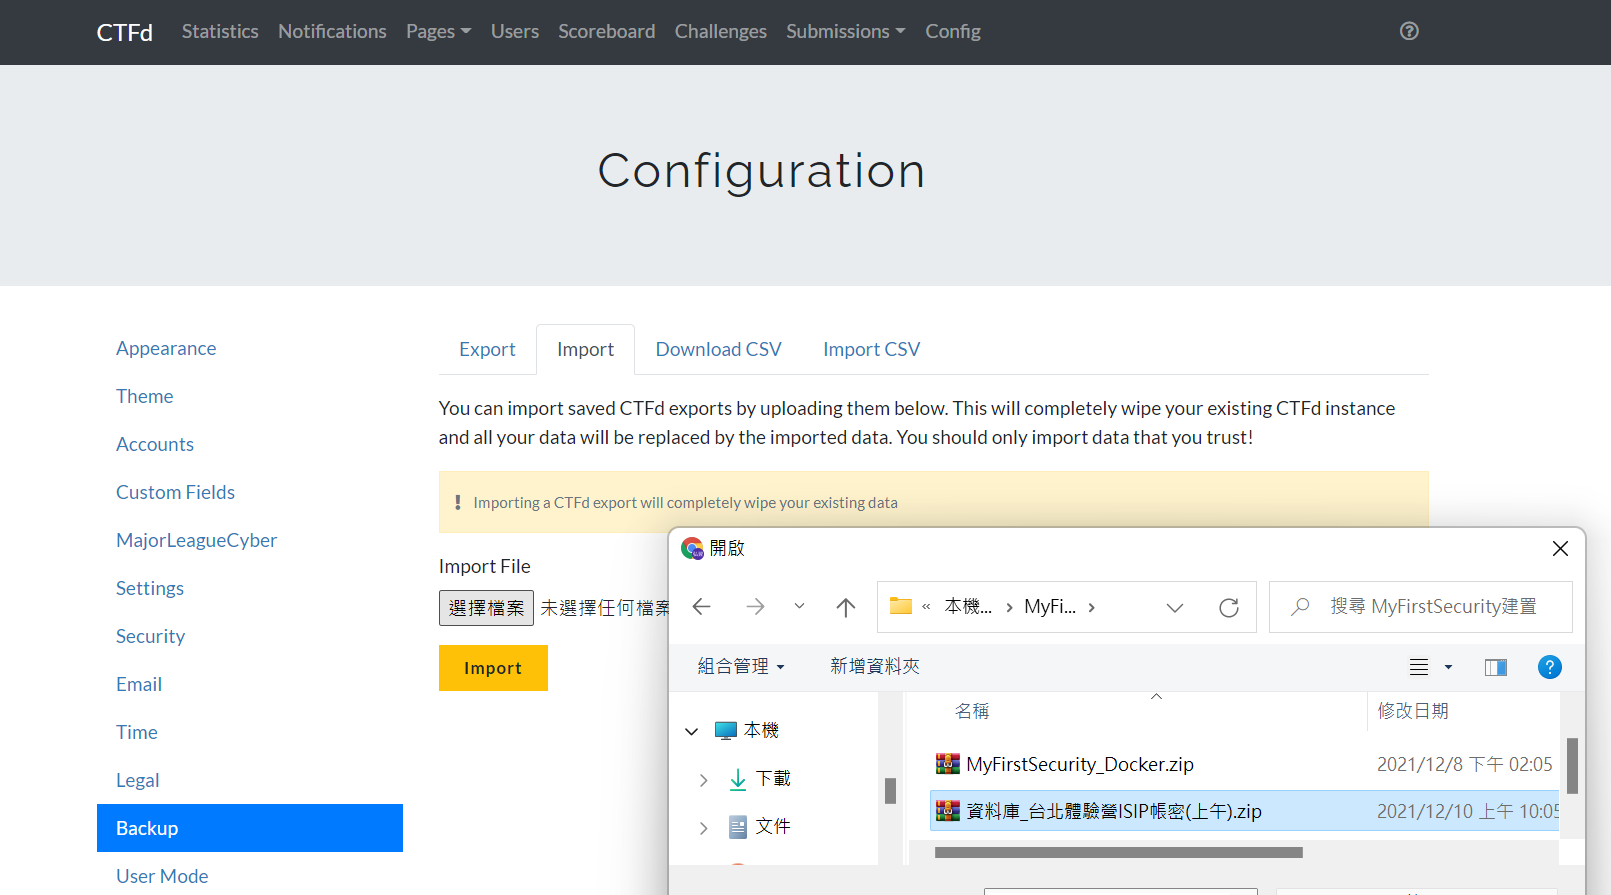 CTFd Statistics Notifications Pages Users Scoreboard Challenges Submissions Config
Configuration
Appearance
Theme
Accounts
Custom Fields
MajorLeagueCyber
Settings
Security
Email
Time
Legal
Backup
User Mode
Export Import Download CSV Import CSV
You can import saved CTFd exports by uploading them below. This will completely wipe your existing CTFd instance
and all your data will be replaced by the imported data. You should only import data that you trust!
Importing a CTFd export will completely wipe your existing data
Import File
選擇檔案 未選擇任何檔案
Import
開啟
« 本機... › MyFi... ›
搜尋 MyFirstSecurity建置
組合管理 新增資料夾
本機
下載
文件
名稱 修改日期
MyFirstSecurity_Docker.zip 2021/12/8 下午 02:05
資料庫_台北體驗營ISIP帳密(上午).zip 2021/12/10 上午 10:05